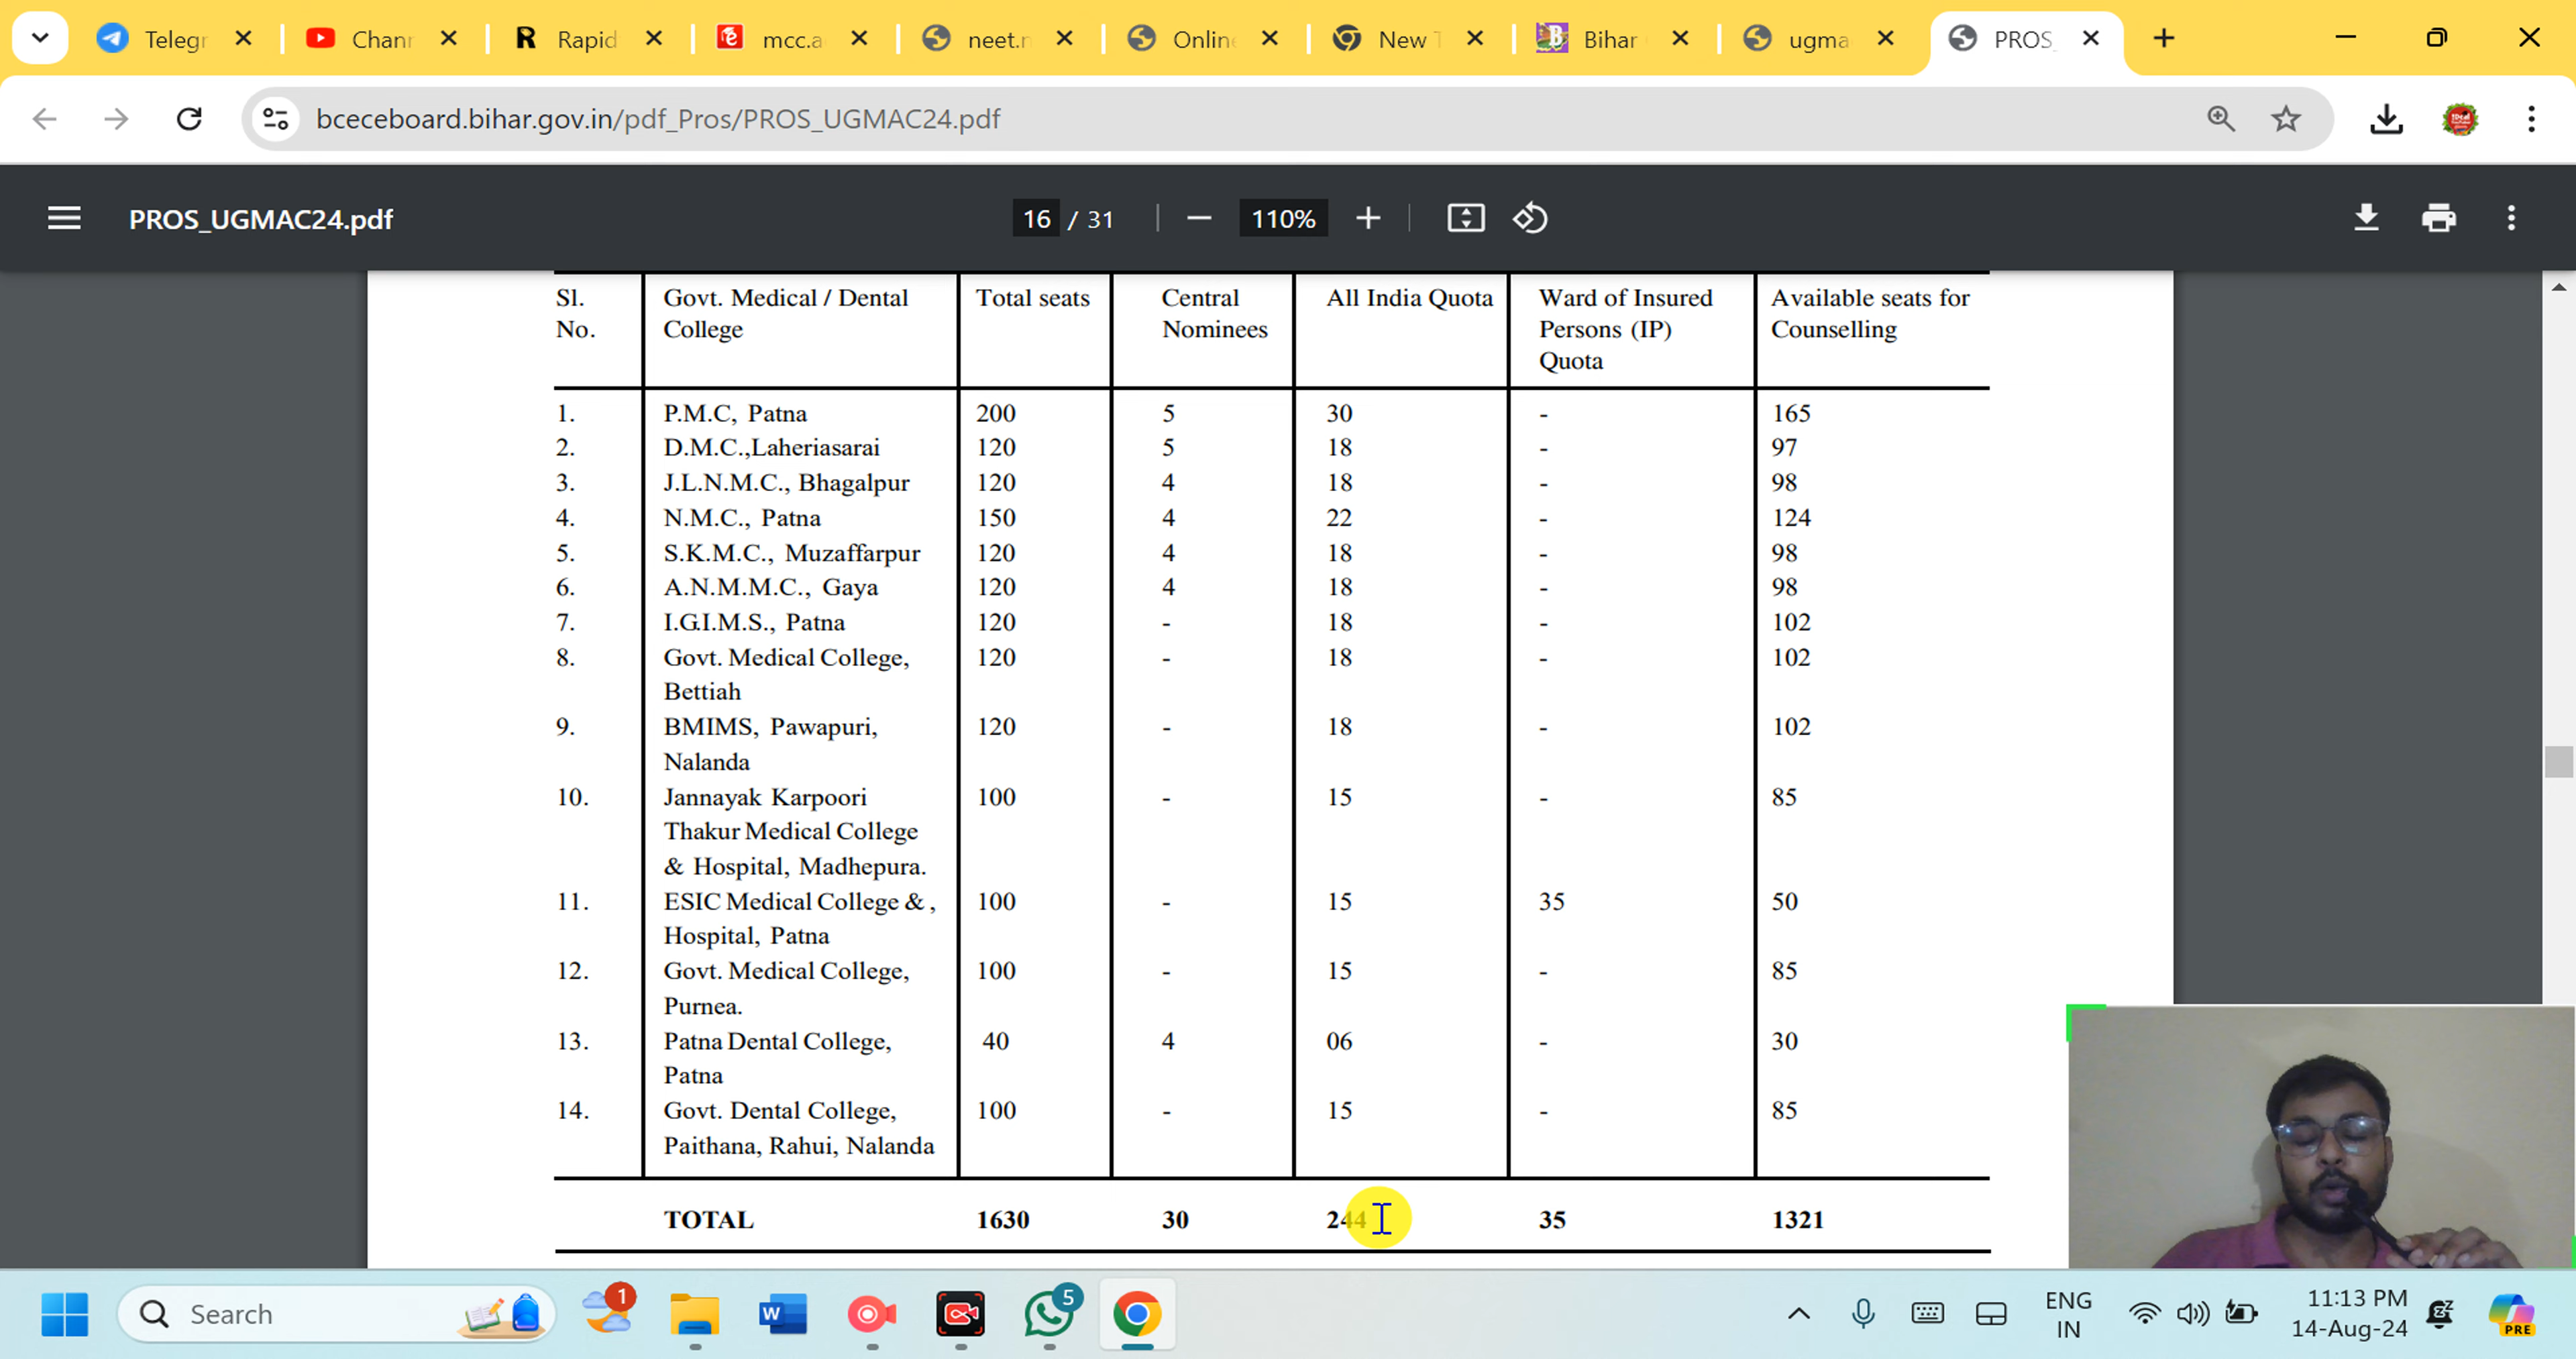 Telegr
Chanr
Rapid
mcc.a
neet.r
Online
New T
Bihar
ugma
PROS_
bceceboard.bihar.gov.in/pdf_Pros/PROS_UGMAC24.pdf
PROS_UGMAC24.pdf
16 / 31
110%
Sl. No. Govt. Medical / Dental College Total seats Central Nominees All India Quota Ward of Insured Persons (IP) Quota Available seats for Counselling
1. P.M.C, Patna 200 5 30 - 165
2. D.M.C.,Laheriasarai 120 5 18 - 97
3. J.L.N.M.C., Bhagalpur 120 4 18 - 98
4. N.M.C., Patna 150 4 22 - 124
5. S.K.M.C., Muzaffarpur 120 4 18 - 98
6. A.N.M.M.C., Gaya 120 4 18 - 98
7. I.G.I.M.S., Patna 120 - 18 - 102
8. Govt. Medical College, 120 - 18 - 102
Bettiah
9. BMIMS, Pawapuri, 120 - 18 - 102
Nalanda
10. Jannayak Karpoori 100 - 15 - 85
Thakur Medical College
& Hospital, Madhepura.
11. ESIC Medical College & , 100 - 15 35 50
Hospital, Patna
12. Govt. Medical College, 100 - 15 - 85
Purnea.
13. Patna Dental College, 40 4 06 - 30
Patna
14. Govt. Dental College, 100 - 15 - 85
Paithana, Rahui, Nalanda
TOTAL 1630 30 244 35 1321
Search
1
5
ENG
IN
11:13 PM
14-Aug-24
PRE